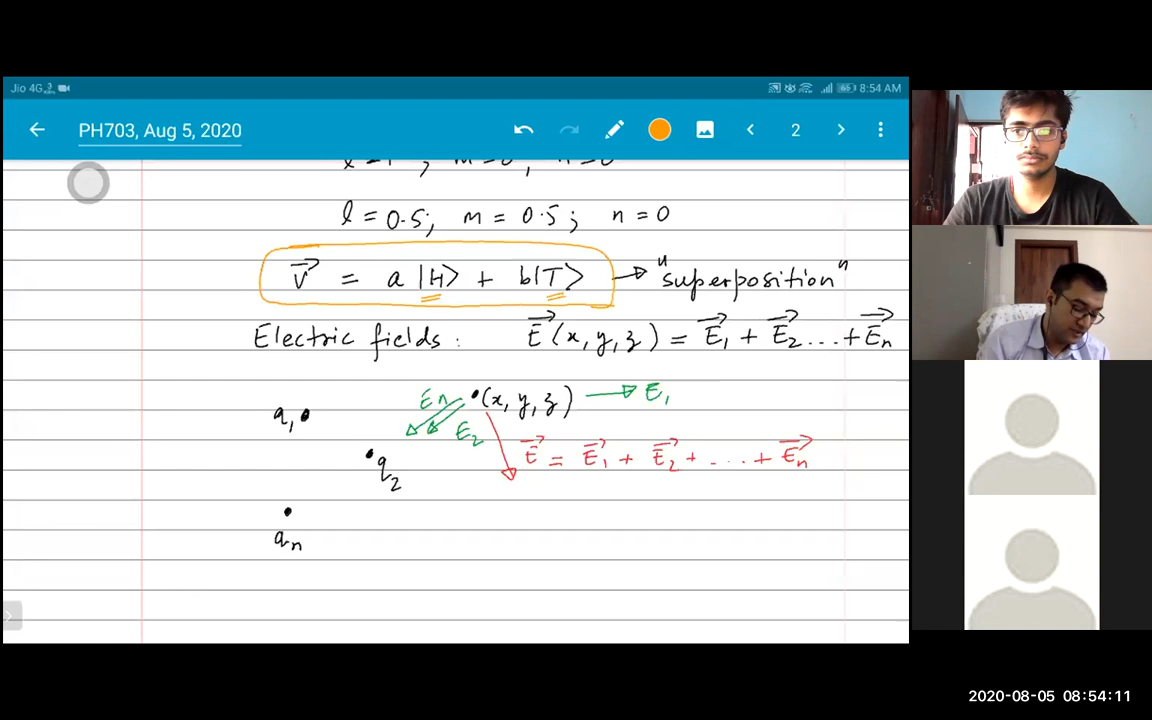 Jio 4G 8:54 AM
PH703, Aug 5, 2020 2
l = 0.5; m = 0.5; n = 0
v⃗ = a |H⟩ + b|T⟩ → "superposition"
Electric fields : E⃗(x, y, z) = E⃗₁ + E⃗₂ ... + E⃗n
En (x, y, z) → E₁
q₁ E₂
E⃗ = E⃗₁ + E⃗₂ + ... + E⃗n
q₂
qn
2020-08-05 08:54:11